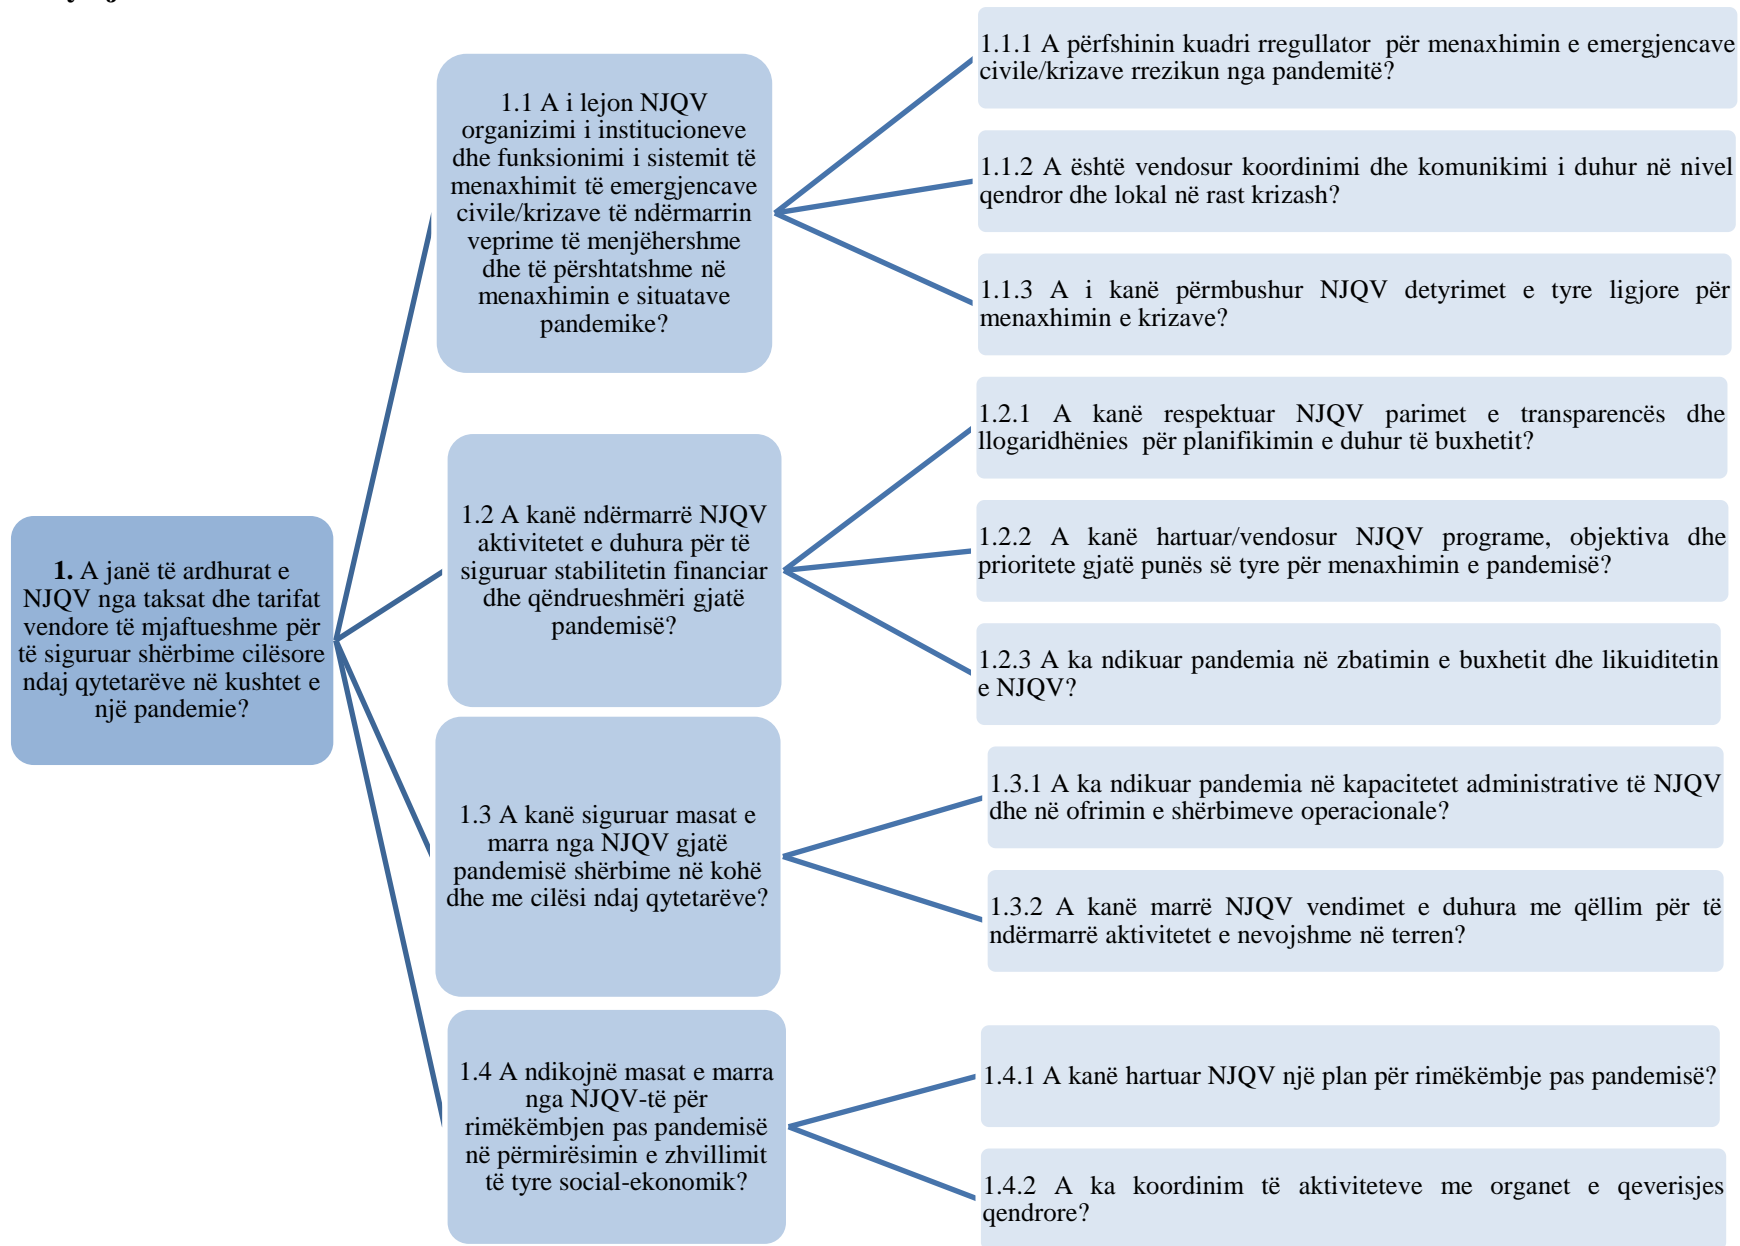 1. A janë të ardhurat e
NJQV nga taksat dhe tarifat
vendore të mjaftueshme për
të siguruar shërbime cilësore
ndaj qytetarëve në kushtet e
një pandemie?
1.1 A i lejon NJQV
organizimi i institucioneve
dhe funksionimi i sistemit të
menaxhimit të emergjencave
civile/krizave të ndërmarrin
veprime të menjëhershme
dhe të përshtatshme në
menaxhimin e situatave
pandemike?
1.1.1 A përfshinin kuadri rregullator për menaxhimin e emergjencave
civile/krizave rrezikun nga pandemitë?
1.1.2 A është vendosur koordinimi dhe komunikimi i duhur në nivel
qendror dhe lokal në rast krizash?
1.1.3 A i kanë përmbushur NJQV detyrimet e tyre ligjore për
menaxhimin e krizave?
1.2 A kanë ndërmarrë NJQV
aktivitetet e duhura për të
siguruar stabilitetin financiar
dhe qëndrueshmëri gjatë
pandemisë?
1.2.1 A kanë respektuar NJQV parimet e transparencës dhe
llogaridhënies për planifikimin e duhur të buxhetit?
1.2.2 A kanë hartuar/vendosur NJQV programe, objektiva dhe
prioritete gjatë punës së tyre për menaxhimin e pandemisë?
1.2.3 A ka ndikuar pandemia në zbatimin e buxhetit dhe likuiditetin
e NJQV?
1.3 A kanë siguruar masat e
marra nga NJQV gjatë
pandemisë shërbime në kohë
dhe me cilësi ndaj qytetarëve?
1.3.1 A ka ndikuar pandemia në kapacitetet administrative të NJQV
dhe në ofrimin e shërbimeve operacionale?
1.3.2 A kanë marrë NJQV vendimet e duhura me qëllim për të
ndërmarrë aktivitetet e nevojshme në terren?
1.4 A ndikojnë masat e marra
nga NJQV-të për
rimëkëmbjen pas pandemisë
në përmirësimin e zhvillimit
të tyre social-ekonomik?
1.4.1 A kanë hartuar NJQV një plan për rimëkëmbje pas pandemisë?
1.4.2 A ka koordinim të aktiviteteve me organet e qeverisjes
qendrore?